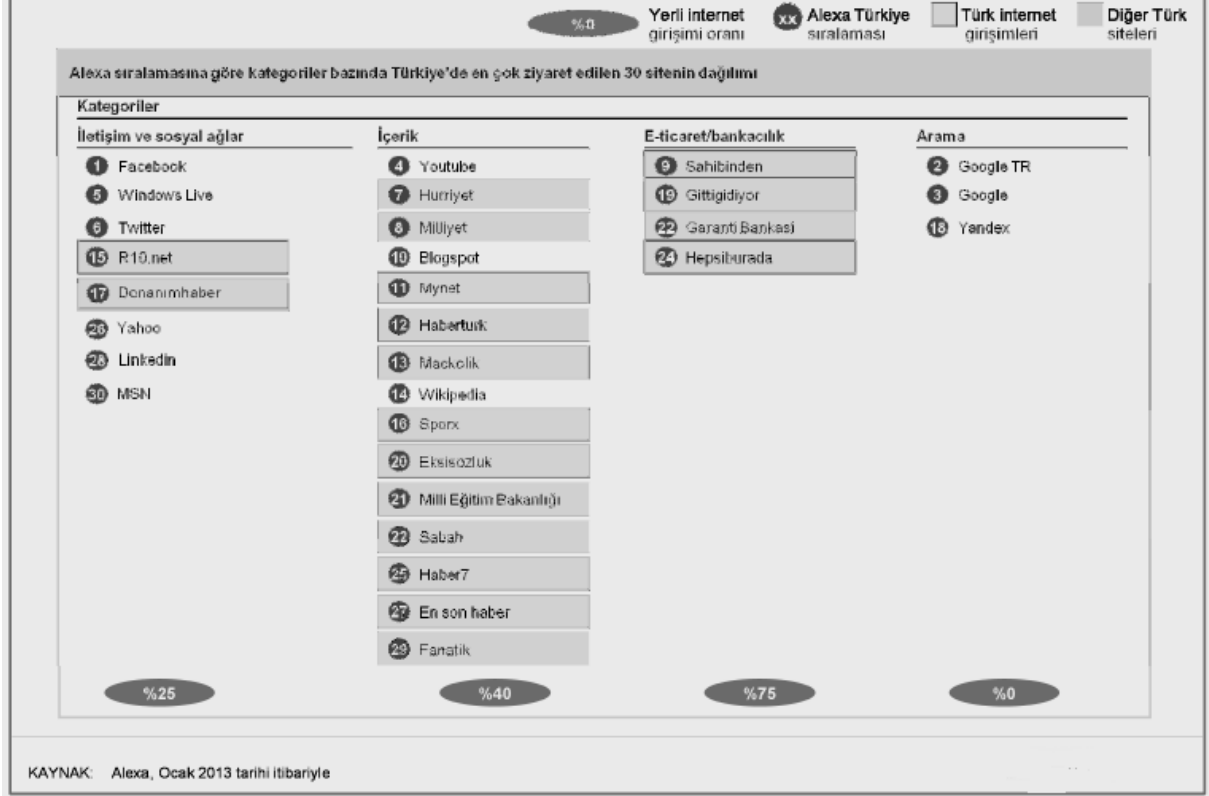 %0 Yerli internet girişimi oranı
xx Alexa Türkiye sıralaması
Türk internet girişimleri
Diğer Türk siteleri
Alexa sıralamasına göre kategoriler bazında Türkiye'de en çok ziyaret edilen 30 sitenin dağılımı
Kategoriler
İletişim ve sosyal ağlar
1 Facebook
5 Windows Live
6 Twitter
15 R10.net
17 Donanımhaber
26 Yahoo
28 Linkedin
30 MSN
%25
İçerik
4 Youtube
7 Hurriyet
8 Milliyet
10 Blogspot
11 Mynet
12 Haberturk
13 Mackolik
14 Wikipedia
16 Sporx
20 Eksisozluk
21 Milli Eğitim Bakanlığı
22 Sabah
25 Haber7
27 En son haber
29 Fanatik
%40
E-ticaret/bankacılık
9 Sahibinden
19 Gittigidiyor
22 Garanti Bankasi
24 Hepsiburada
%75
Arama
2 Google TR
3 Google
18 Yandex
%0
KAYNAK: Alexa, Ocak 2013 tarihi itibariyle